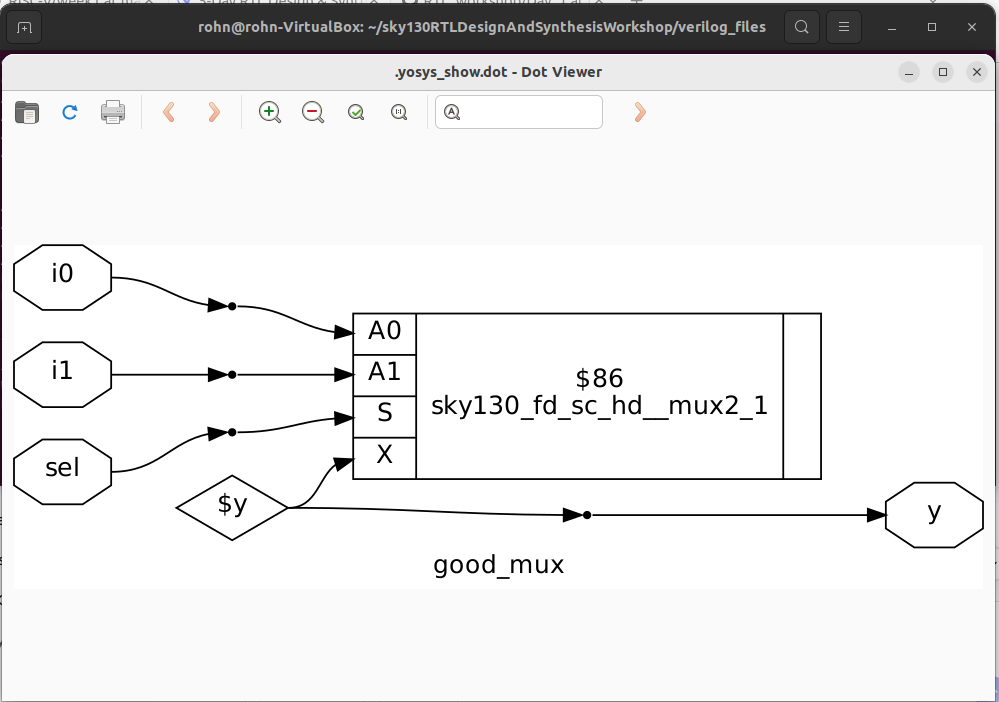 rohn@rohn-VirtualBox: ~/sky130RTLDesignAndSynthesisWorkshop/verilog_files
.yosys_show.dot - Dot Viewer
i0
i1
sel
A0
A1
S
X
$86
sky130_fd_sc_hd__mux2_1
$y
y
good_mux